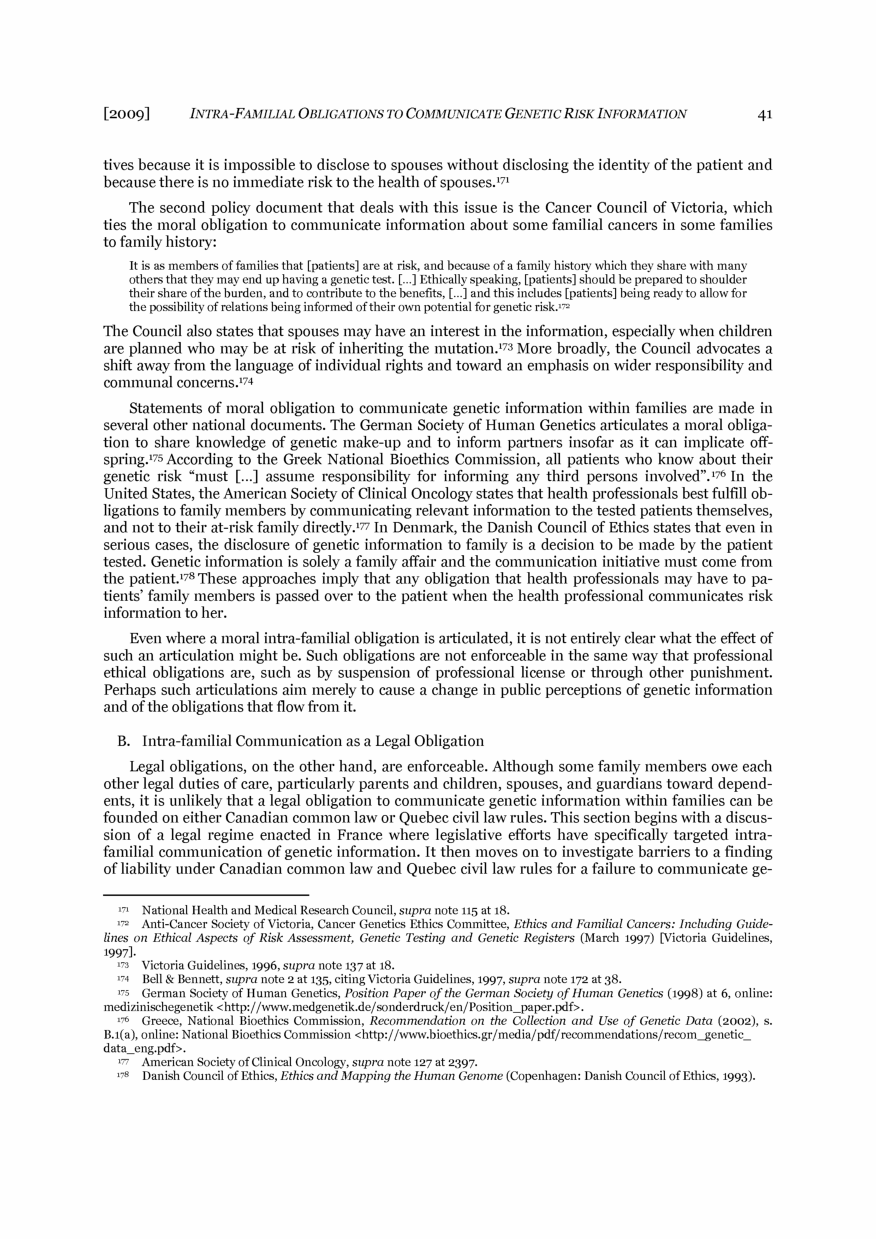 [2009] INTRA-FAMILIAL OBLIGATIONS TO COMMUNICATE GENETIC RISK INFORMATION 41
tives because it is impossible to disclose to spouses without disclosing the identity of the patient and
because there is no immediate risk to the health of spouses.171
The second policy document that deals with this issue is the Cancer Council of Victoria, which
ties the moral obligation to communicate information about some familial cancers in some families
to family history:
It is as members of families that [patients] are at risk, and because of a family history which they share with many
others that they may end up having a genetic test. [...] Ethically speaking, [patients] should be prepared to shoulder
their share of the burden, and to contribute to the benefits, [...] and this includes [patients] being ready to allow for
the possibility of relations being informed of their own potential for genetic risk.172
The Council also states that spouses may have an interest in the information, especially when children
are planned who may be at risk of inheriting the mutation.173 More broadly, the Council advocates a
shift away from the language of individual rights and toward an emphasis on wider responsibility and
communal concerns.174
Statements of moral obligation to communicate genetic information within families are made in
several other national documents. The German Society of Human Genetics articulates a moral obliga-
tion to share knowledge of genetic make-up and to inform partners insofar as it can implicate off-
spring.175 According to the Greek National Bioethics Commission, all patients who know about their
genetic risk “must [...] assume responsibility for informing any third persons involved”.176 In the
United States, the American Society of Clinical Oncology states that health professionals best fulfill ob-
ligations to family members by communicating relevant information to the tested patients themselves,
and not to their at-risk family directly.177 In Denmark, the Danish Council of Ethics states that even in
serious cases, the disclosure of genetic information to family is a decision to be made by the patient
tested. Genetic information is solely a family affair and the communication initiative must come from
the patient.178 These approaches imply that any obligation that health professionals may have to pa-
tients’ family members is passed over to the patient when the health professional communicates risk
information to her.
Even where a moral intra-familial obligation is articulated, it is not entirely clear what the effect of
such an articulation might be. Such obligations are not enforceable in the same way that professional
ethical obligations are, such as by suspension of professional license or through other punishment.
Perhaps such articulations aim merely to cause a change in public perceptions of genetic information
and of the obligations that flow from it.
B. Intra-familial Communication as a Legal Obligation
Legal obligations, on the other hand, are enforceable. Although some family members owe each
other legal duties of care, particularly parents and children, spouses, and guardians toward depend-
ents, it is unlikely that a legal obligation to communicate genetic information within families can be
founded on either Canadian common law or Quebec civil law rules. This section begins with a discus-
sion of a legal regime enacted in France where legislative efforts have specifically targeted intra-
familial communication of genetic information. It then moves on to investigate barriers to a finding
of liability under Canadian common law and Quebec civil law rules for a failure to communicate ge-
171 National Health and Medical Research Council, supra note 115 at 18.
172 Anti-Cancer Society of Victoria, Cancer Genetics Ethics Committee, Ethics and Familial Cancers: Including Guide-
lines on Ethical Aspects of Risk Assessment, Genetic Testing and Genetic Registers (March 1997) [Victoria Guidelines,
1997].
173 Victoria Guidelines, 1996, supra note 137 at 18.
174 Bell & Bennett, supra note 2 at 135, citing Victoria Guidelines, 1997, supra note 172 at 38.
175 German Society of Human Genetics, Position Paper of the German Society of Human Genetics (1998) at 6, online:
medizinischegenetik <http://www.medgenetik.de/sonderdruck/en/Position_paper.pdf>.
176 Greece, National Bioethics Commission, Recommendation on the Collection and Use of Genetic Data (2002), s.
B.1(a), online: National Bioethics Commission <http://www.bioethics.gr/media/pdf/recommendations/recom_genetic_
data_eng.pdf>.
177 American Society of Clinical Oncology, supra note 127 at 2397.
178 Danish Council of Ethics, Ethics and Mapping the Human Genome (Copenhagen: Danish Council of Ethics, 1993).